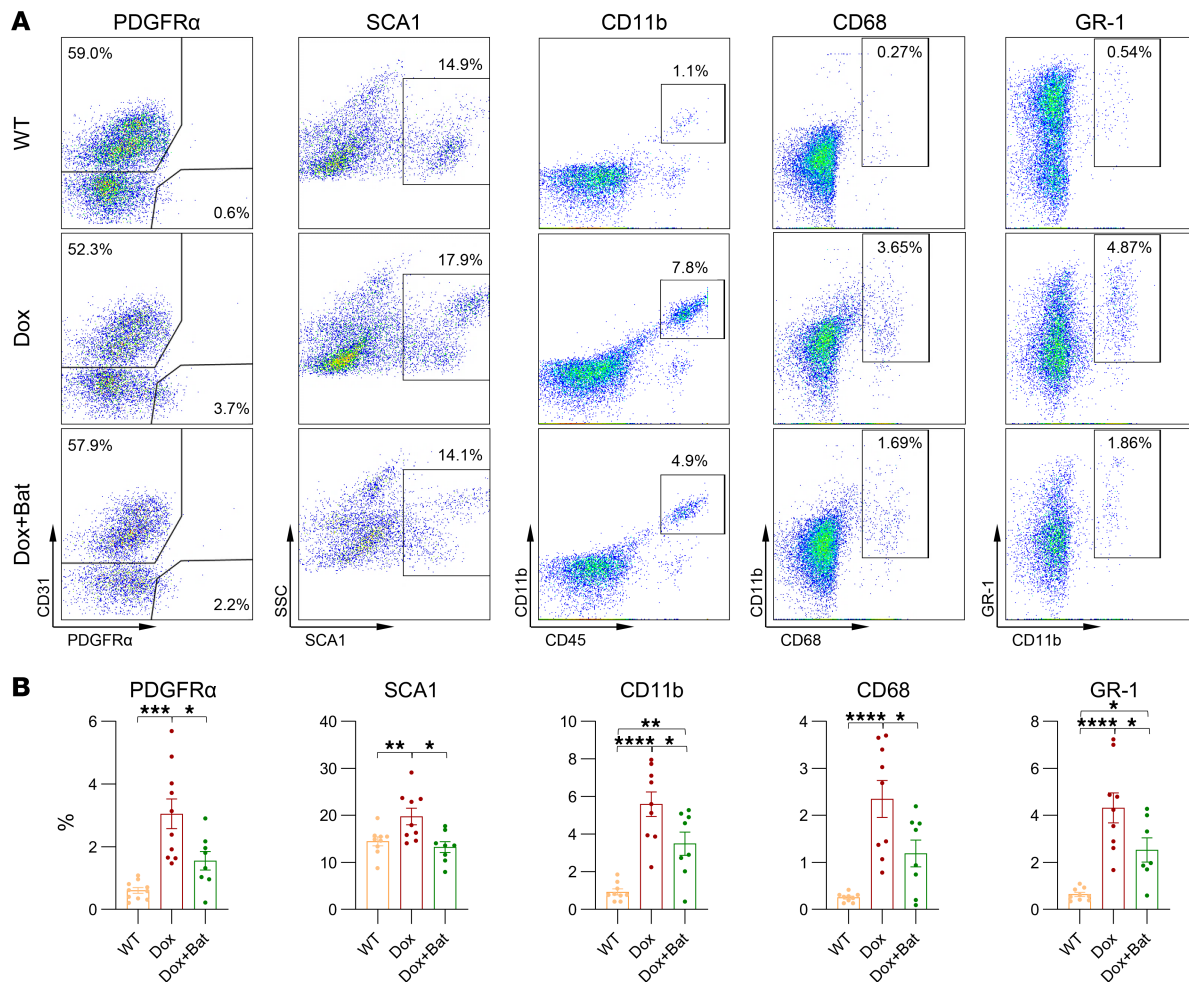 A
PDGFRα SCA1 CD11b CD68 GR-1
WT
59.0%
0.6%
14.9%
1.1%
0.27%
0.54%
Dox
52.3%
3.7%
17.9%
7.8%
3.65%
4.87%
Dox+Bat
57.9%
2.2%
14.1%
4.9%
1.69%
1.86%
CD31
PDGFRα
SSC
SCA1
CD11b
CD45
CD11b
CD68
GR-1
CD11b
B
PDGFRα
*** *
%
6
4
2
0
WT Dox Dox+Bat
SCA1
** *
40
30
20
10
0
WT Dox Dox+Bat
CD11b
**
**** *
10
8
6
4
2
0
WT Dox Dox+Bat
CD68
**** *
4
3
2
1
0
WT Dox Dox+Bat
GR-1
*
**** *
8
6
4
2
0
WT Dox Dox+Bat